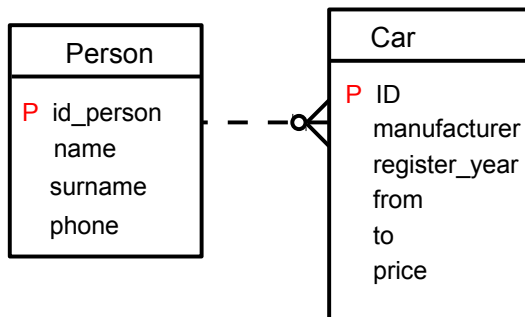 Person
P id_person
name
surname
phone
Car
P ID
manufacturer
register_year
from
to
price